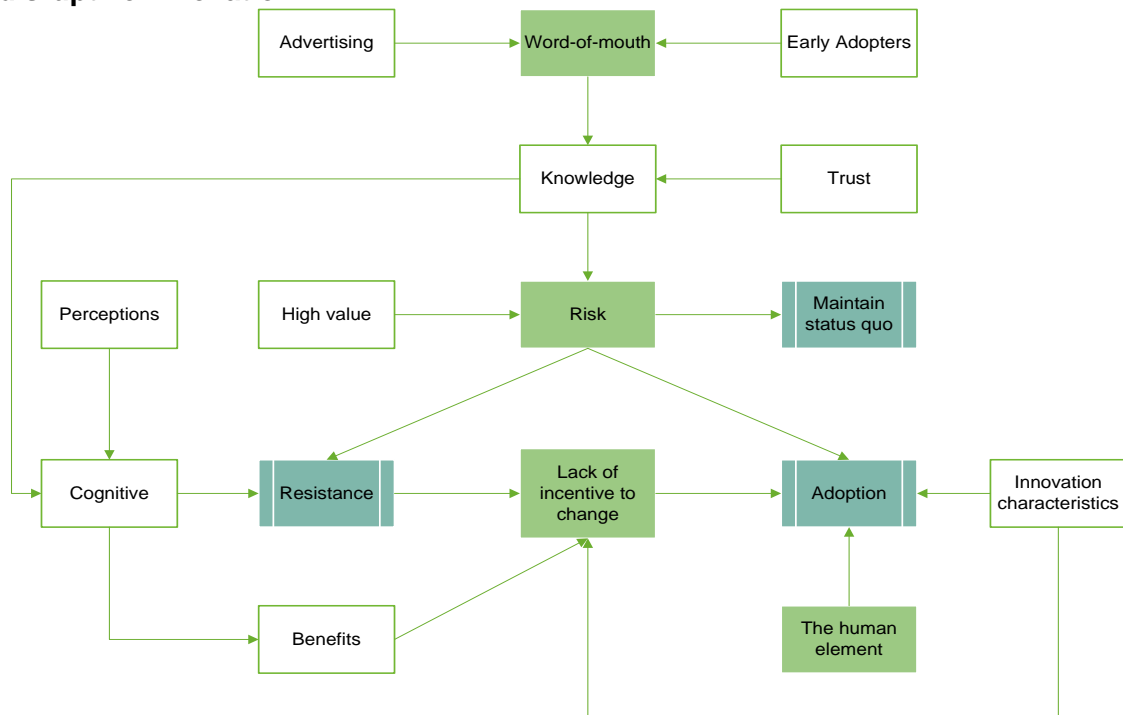 Advertising
Word-of-mouth
Early Adopters
Knowledge
Trust
Perceptions
High value
Risk
Maintain
status quo
Cognitive
Resistance
Lack of
incentive to
change
Adoption
Innovation
characteristics
Benefits
The human
element